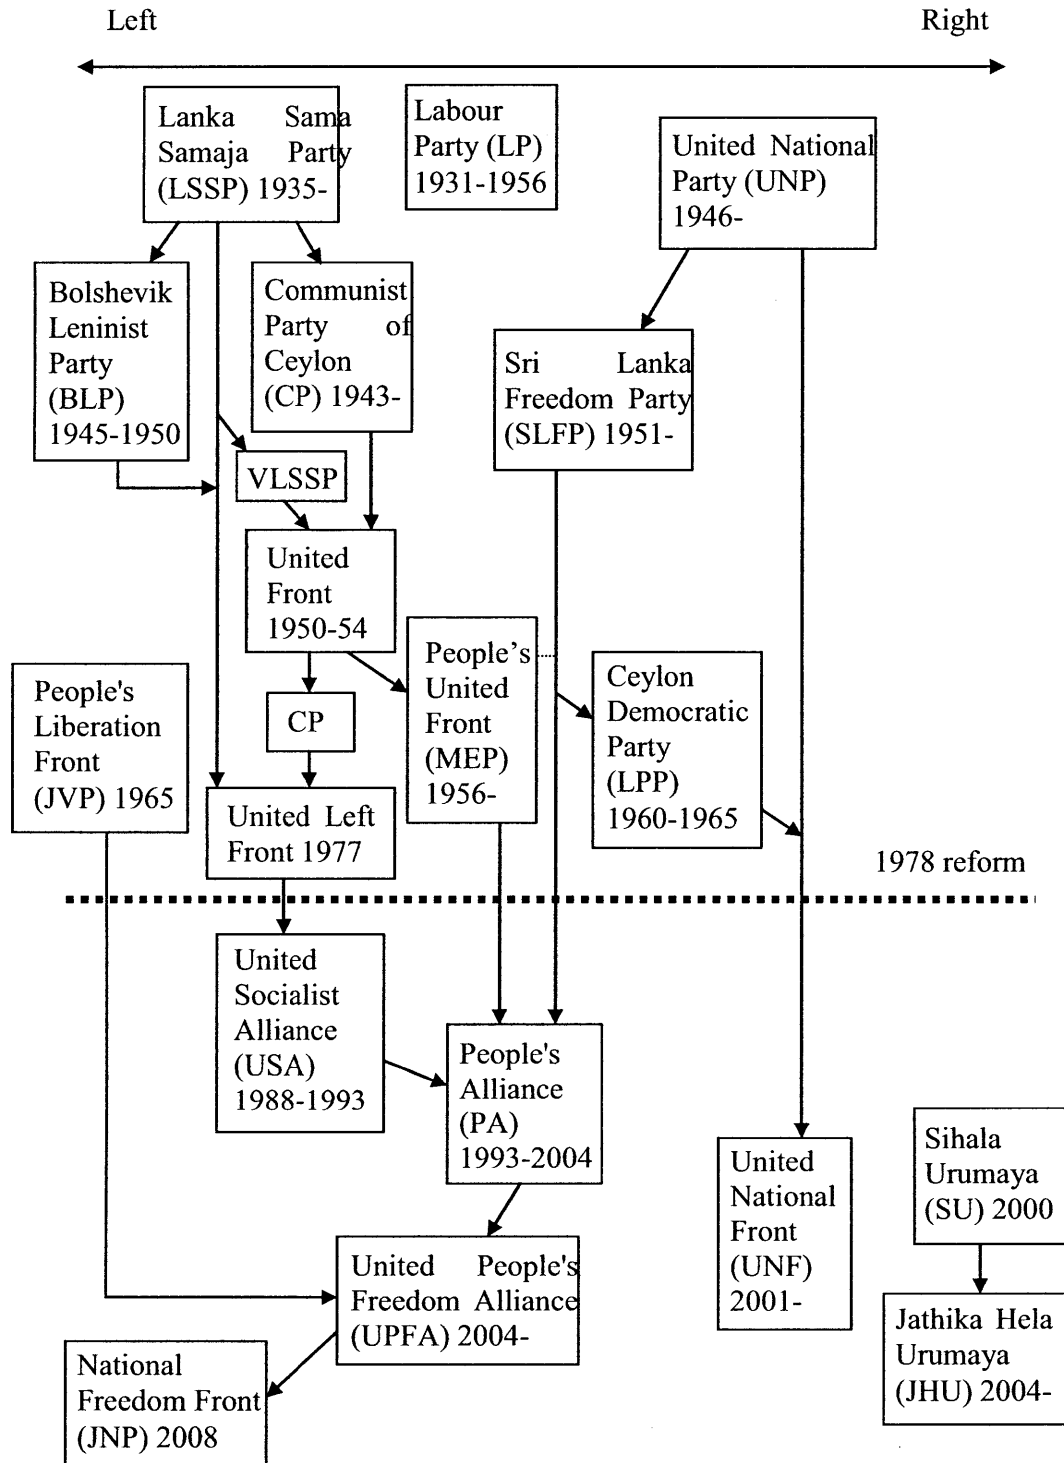 Left
Right
Lanka Sama
Samaja Party
(LSSP) 1935-
Labour
Party (LP)
1931-1956
United National
Party (UNP)
1946-
Bolshevik
Leninist
Party
(BLP)
1945-1950
Communist
Party of
Ceylon
(CP) 1943-
Sri Lanka
Freedom Party
(SLFP) 1951-
VLSSP
United
Front
1950-54
People's
Liberation
Front
(JVP) 1965
CP
People’s
United
Front
(MEP)
1956-
Ceylon
Democratic
Party
(LPP)
1960-1965
United Left
Front 1977
1978 reform
United
Socialist
Alliance
(USA)
1988-1993
People's
Alliance
(PA)
1993-2004
United
National
Front
(UNF)
2001-
Sihala
Urumaya
(SU) 2000
United People's
Freedom Alliance
(UPFA) 2004-
Jathika Hela
Urumaya
(JHU) 2004-
National
Freedom Front
(JNP) 2008